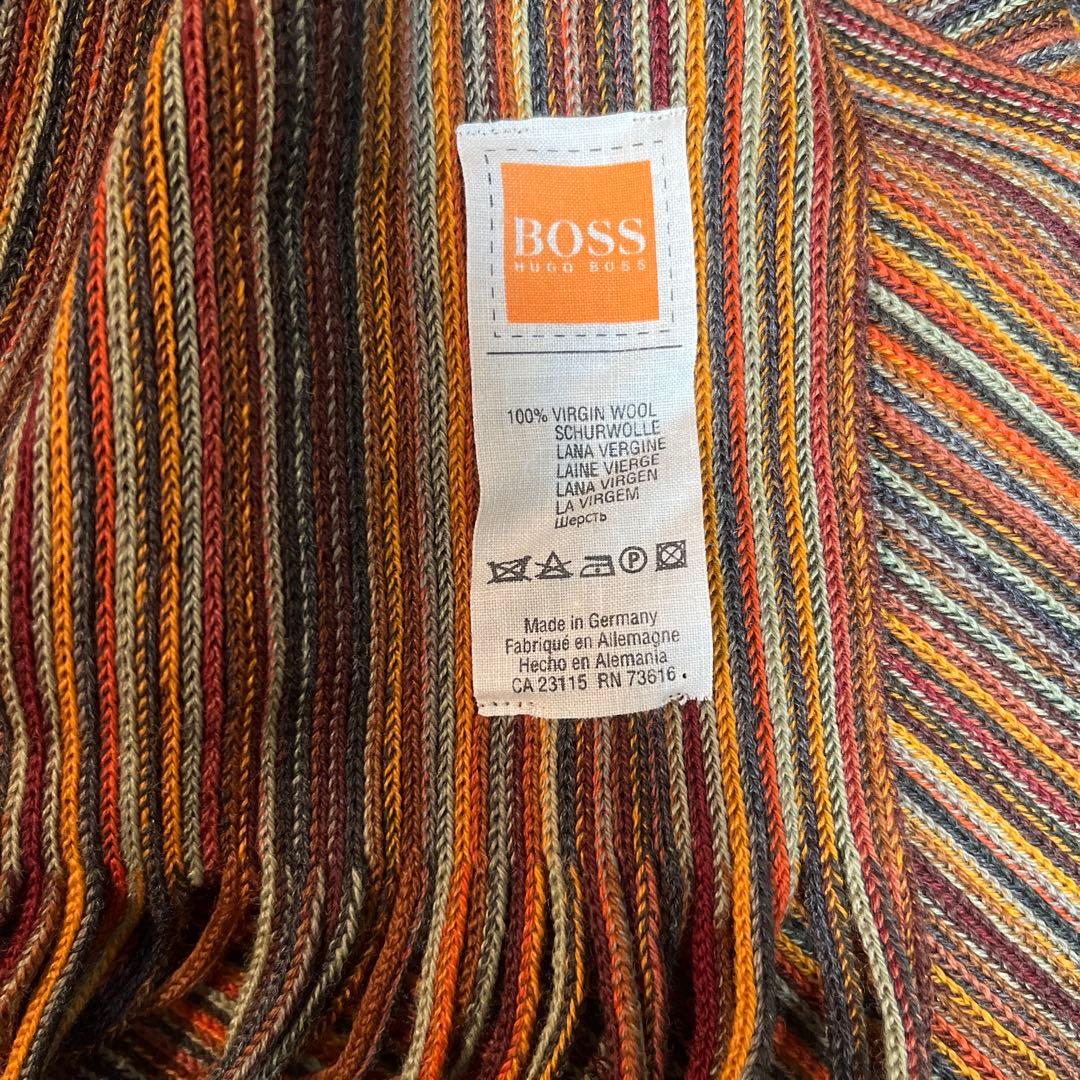 BOSS
HUGO BOSS
100% VIRGIN WOOL
SCHURWOLLE
LANA VERGINE
LAINE VIERGE
LANA VIRGEN
LA VIRGEM
Шерсть
P
Made in Germany
Fabriqué en Allemagne
Hecho en Alemania
CA 23115 RN 73616.